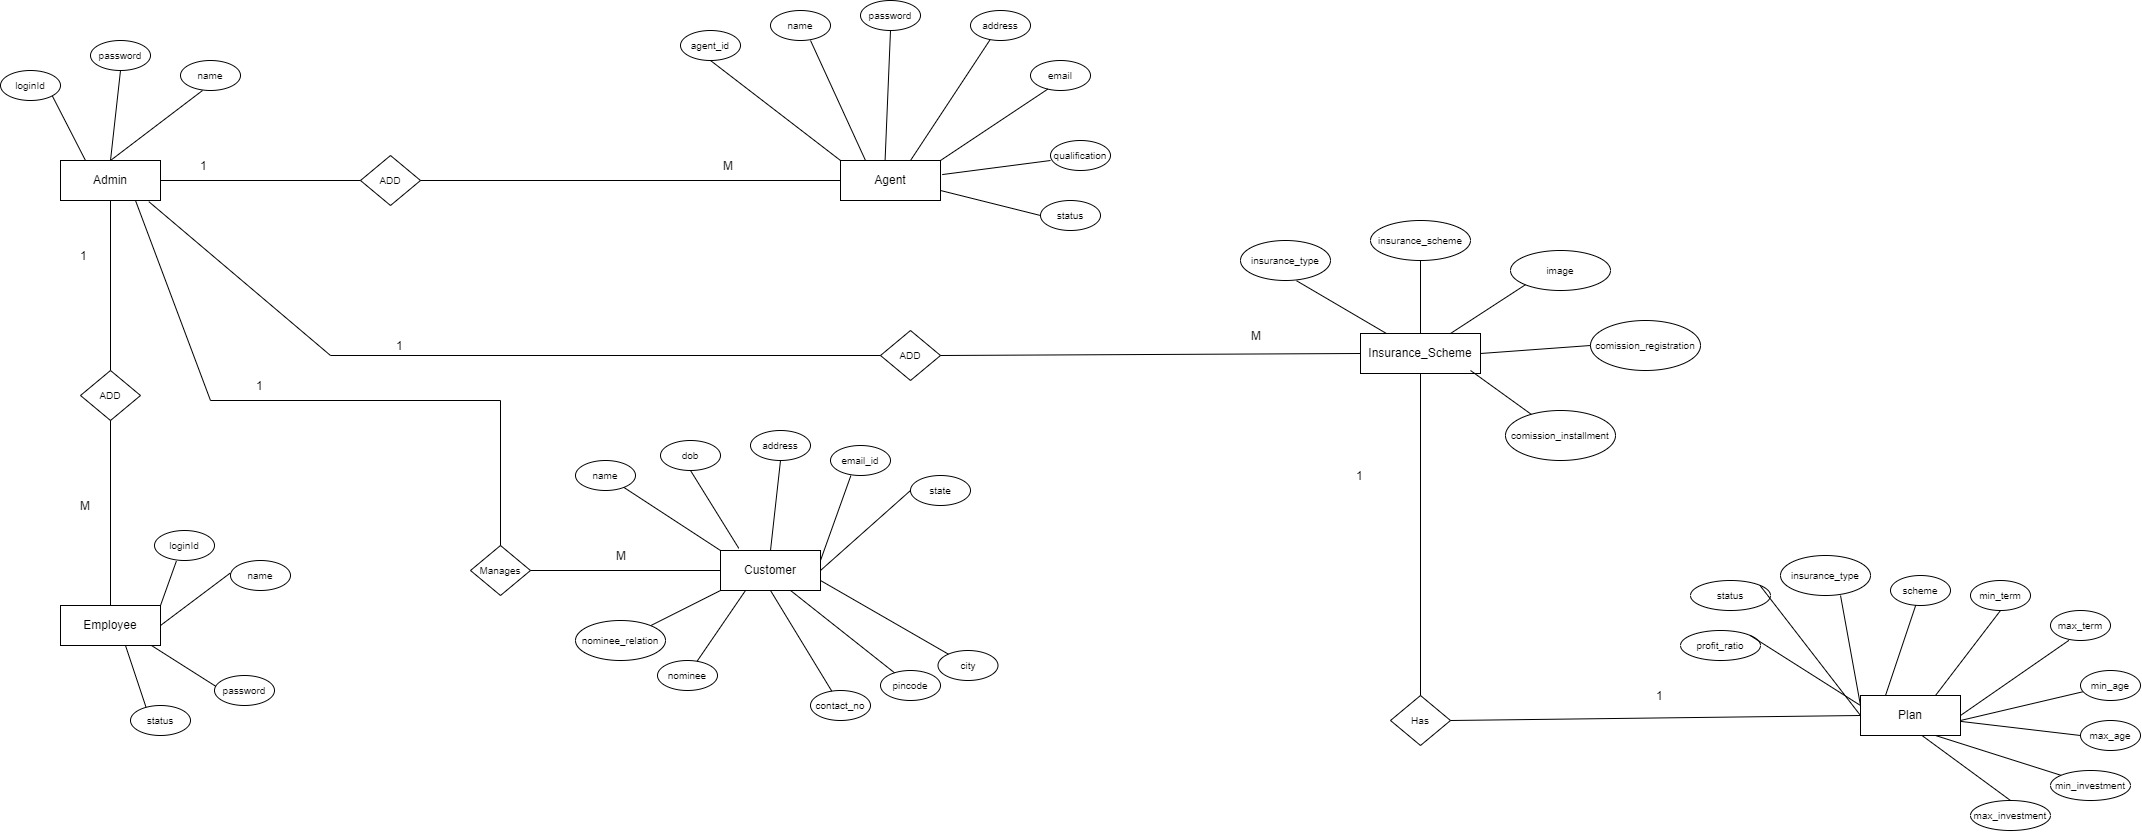 password
name
loginId
Admin
1
ADD
M
agent_id
name
password
address
email
qualification
status
Agent
1
ADD
M
Employee
loginId
name
password
status
1
ADD
M
insurance_type
insurance_scheme
image
comission_registration
comission_installment
Insurance_Scheme
1
Manages
M
name
dob
address
email_id
state
Customer
nominee_relation
nominee
contact_no
pincode
city
1
Has
1
status
insurance_type
scheme
min_term
max_term
min_age
max_age
min_investment
max_investment
profit_ratio
Plan